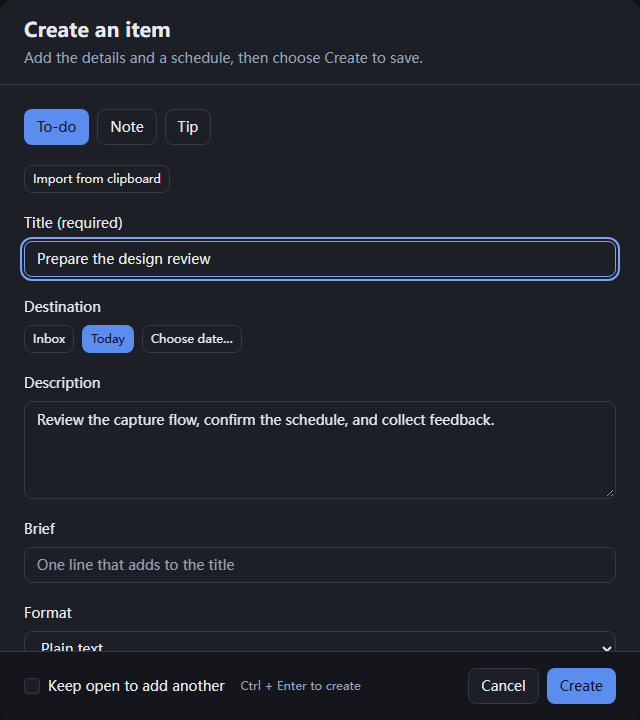 Create an item
Add the details and a schedule, then choose Create to save.
To-do Note Tip
Import from clipboard
Title (required)
Prepare the design review
Destination
Inbox Today Choose date...
Description
Review the capture flow, confirm the schedule, and collect feedback.
Brief
One line that adds to the title
Format
Plain text
Keep open to add another Ctrl + Enter to create Cancel Create